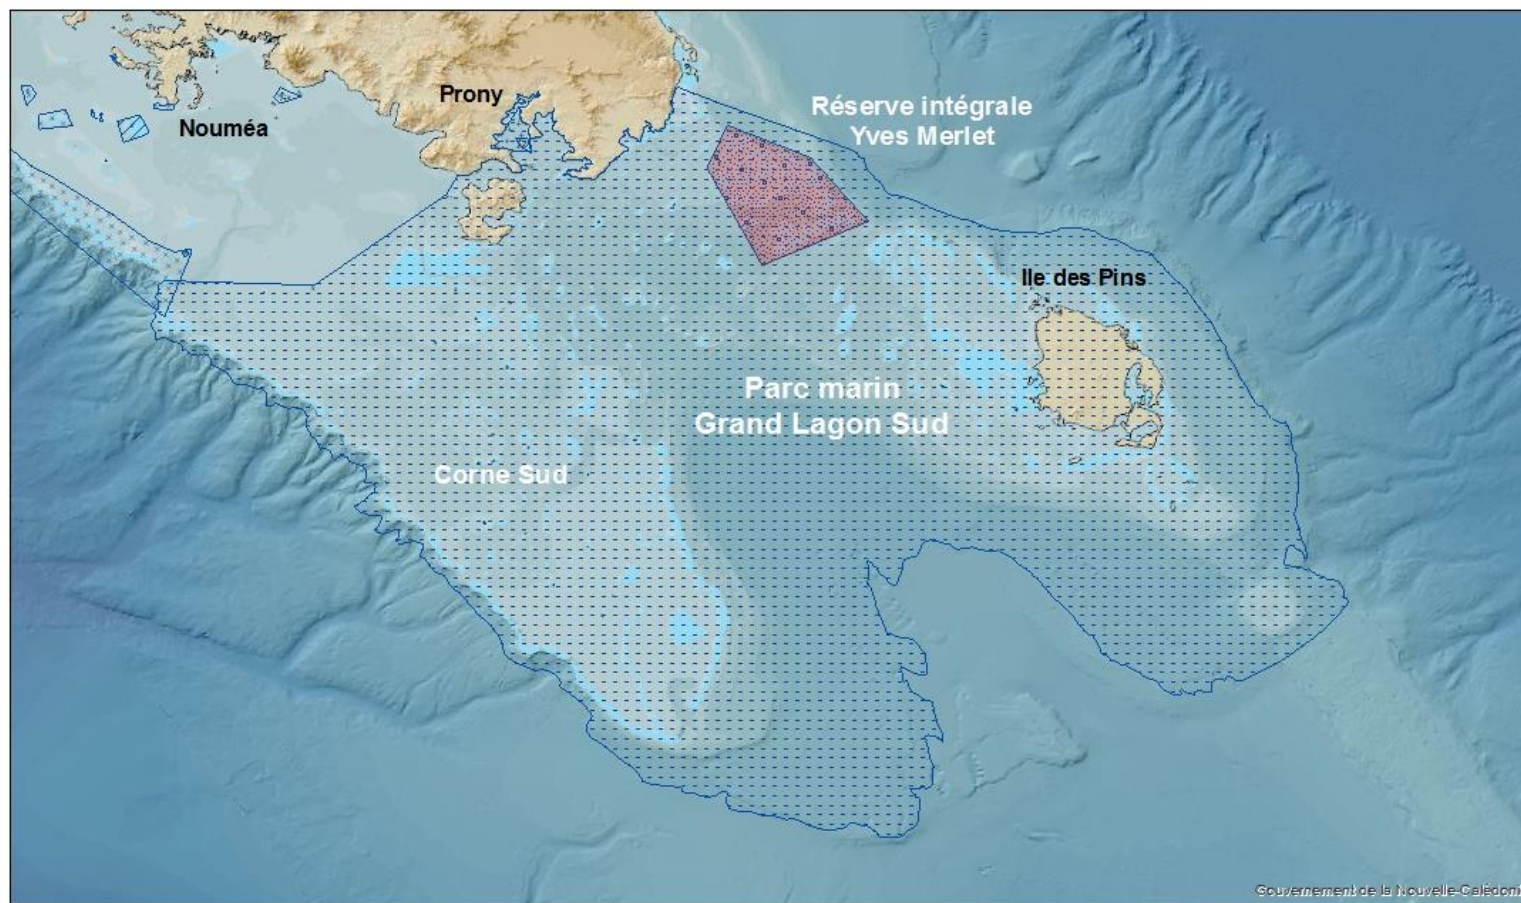 Prony
Nouméa
Réserve intégrale
Yves Merlet
Ile des Pins
Parc marin
Grand Lagon Sud
Corne Sud
Gouvernement de la Nouvelle-Calédoni